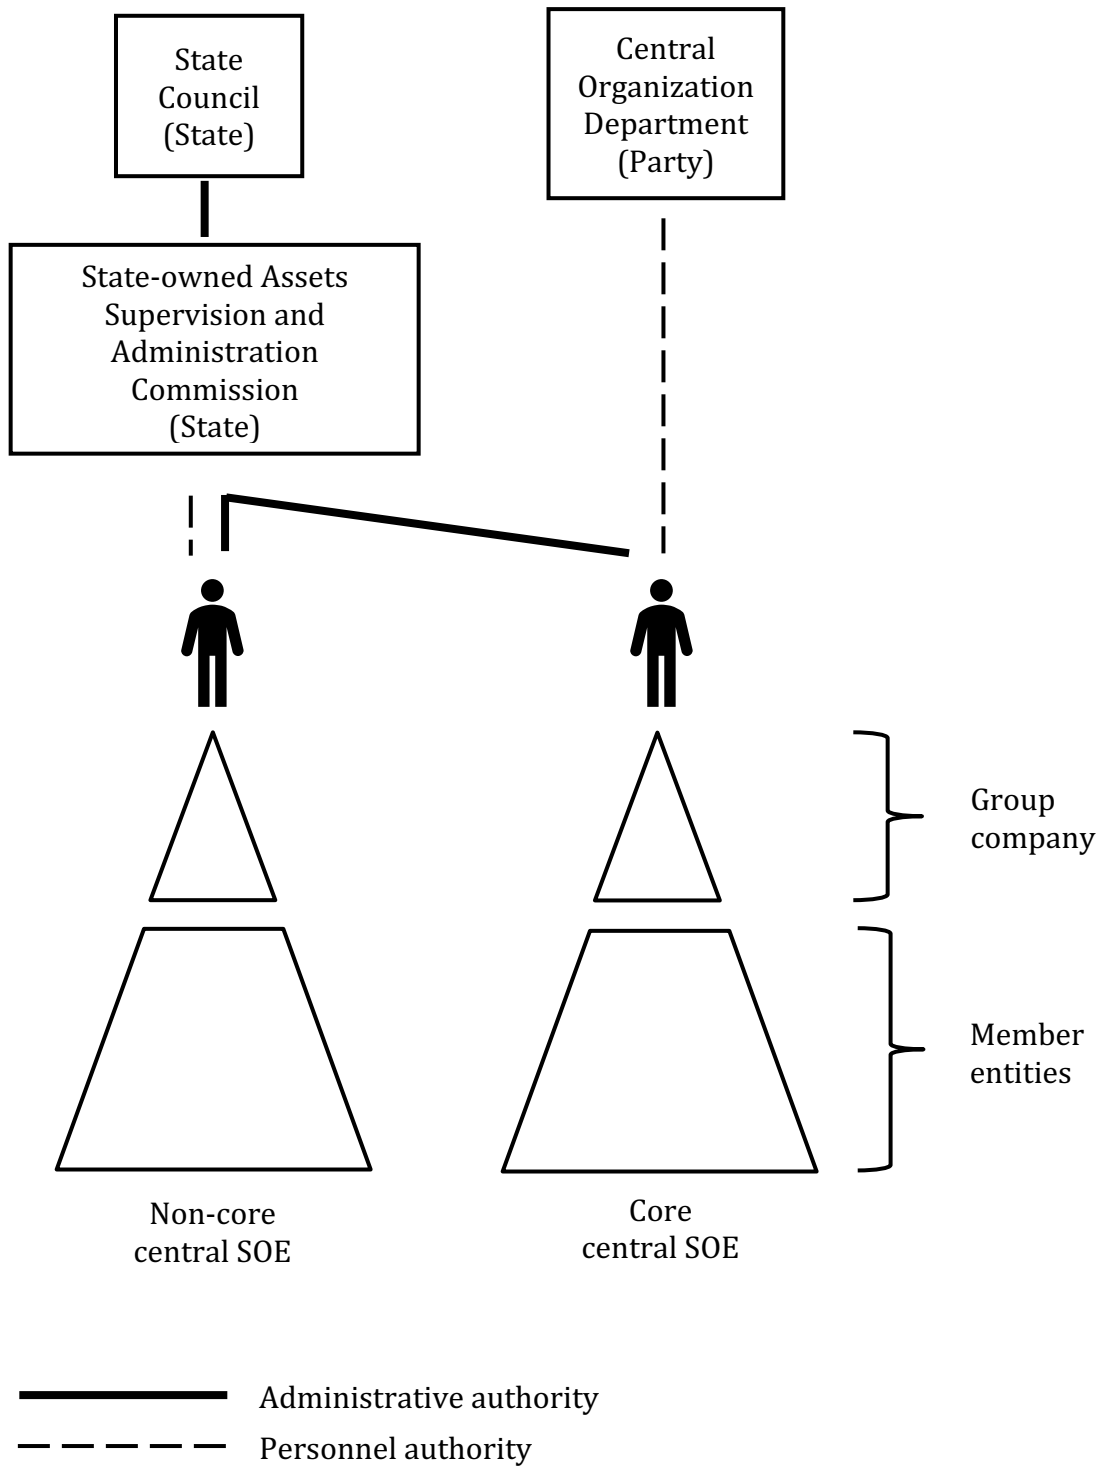 State
Council
(State)
Central
Organization
Department
(Party)
State-owned Assets
Supervision and
Administration
Commission
(State)
Group
company
Member
entities
Non-core
central SOE
Core
central SOE
Administrative authority
Personnel authority